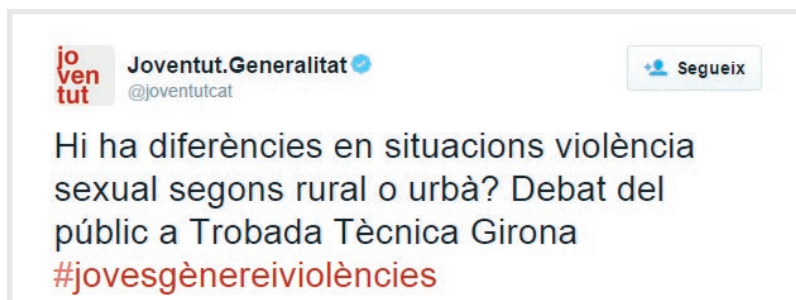 jo
ven
tut
Joventut.Generalitat
@joventutcat
Segueix
Hi ha diferències en situacions violència
sexual segons rural o urbà? Debat del
públic a Trobada Tècnica Girona
#jovesgènereiviolències